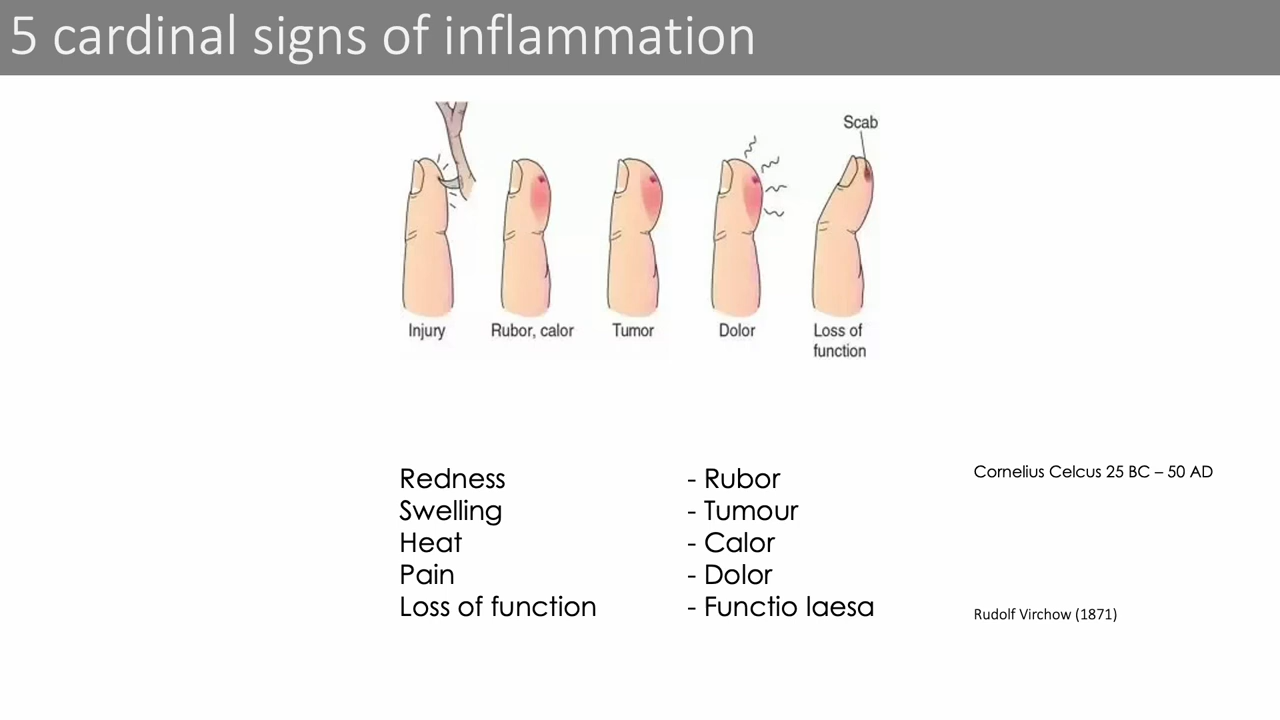 5 cardinal signs of inflammation
Scab
Injury
Rubor, calor
Tumor
Dolor
Loss of
function
Redness - Rubor
Swelling - Tumour
Heat - Calor
Pain - Dolor
Loss of function - Functio laesa
Cornelius Celcus 25 BC – 50 AD
Rudolf Virchow (1871)